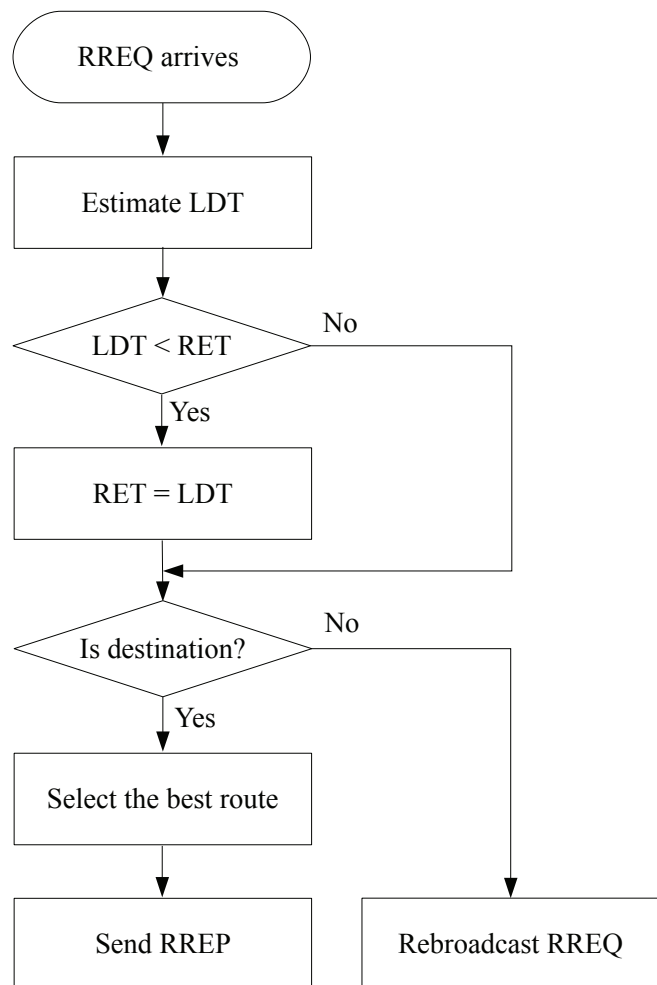 RREQ arrives
Estimate LDT
LDT < RET
No
Yes
RET = LDT
Is destination?
No
Yes
Select the best route
Send RREP
Rebroadcast RREQ